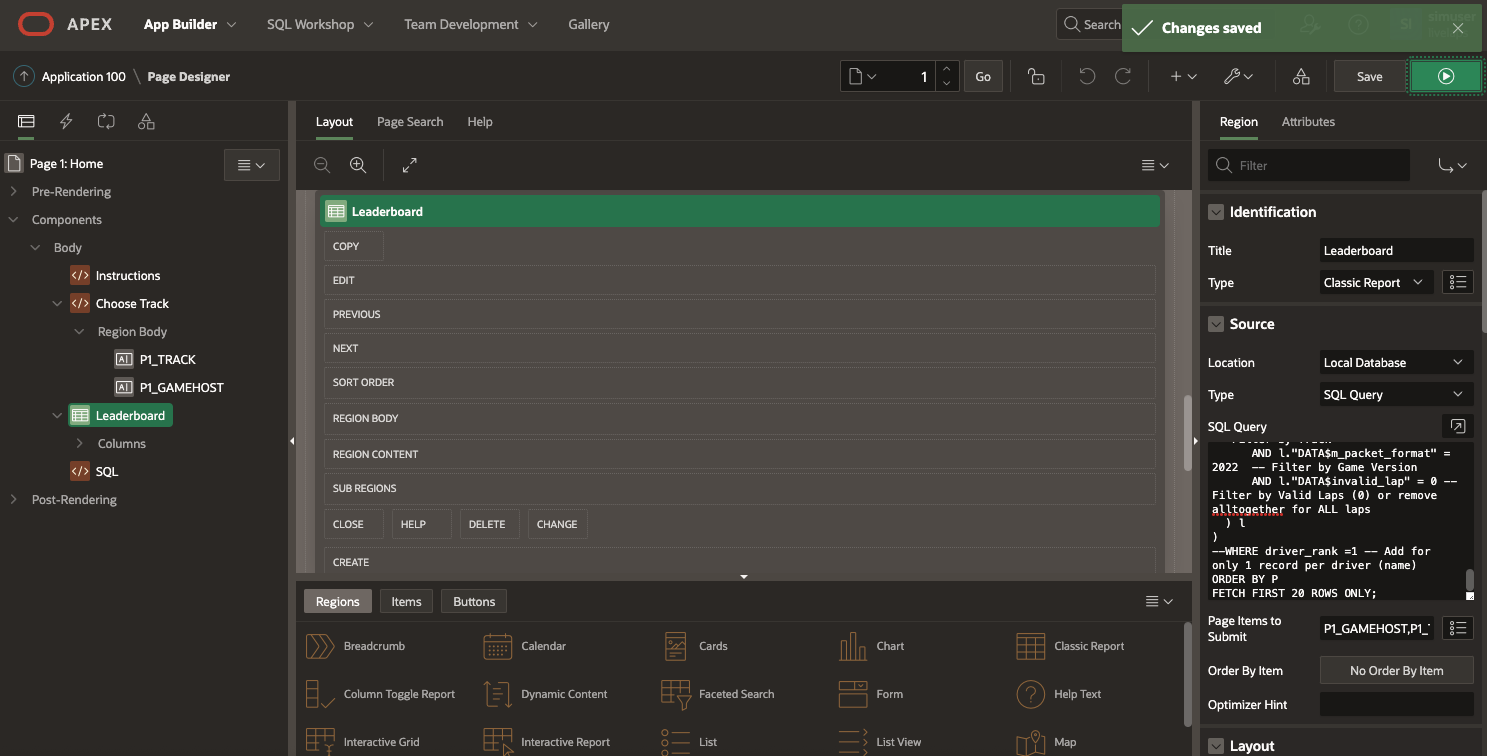 APEX
App Builder
SQL Workshop
Team Development
Gallery
Search
Changes saved
Application 100 \ Page Designer
1
Go
Save
Layout
Page Search
Help
Region
Attributes
Page 1: Home
Filter
Pre-Rendering
Components
Body
Instructions
Choose Track
Region Body
P1_TRACK
P1_GAMEHOST
Leaderboard
Columns
SQL
Post-Rendering
Leaderboard
COPY
EDIT
PREVIOUS
NEXT
SORT ORDER
REGION BODY
REGION CONTENT
SUB REGIONS
CLOSE
HELP
DELETE
CHANGE
CREATE
Regions
Items
Buttons
Breadcrumb
Calendar
Cards
Chart
Classic Report
Column Toggle Report
Dynamic Content
Faceted Search
Form
Help Text
Interactive Grid
Interactive Report
List
List View
Map
Identification
Title
Leaderboard
Type
Classic Report
Source
Location
Local Database
Type
SQL Query
SQL Query
AND l."DATA$m_packet_format" =
2022 -- Filter by Game Version
AND l."DATA$invalid_lap" = 0 --
Filter by Valid Laps (0) or remove
alltogether for ALL laps
) l
)
--WHERE driver_rank =1 -- Add for
only 1 record per driver (name)
ORDER BY P
FETCH FIRST 20 ROWS ONLY;
Page Items to
Submit
P1_GAMEHOST,P1_
Order By Item
No Order By Item
Optimizer Hint
Layout